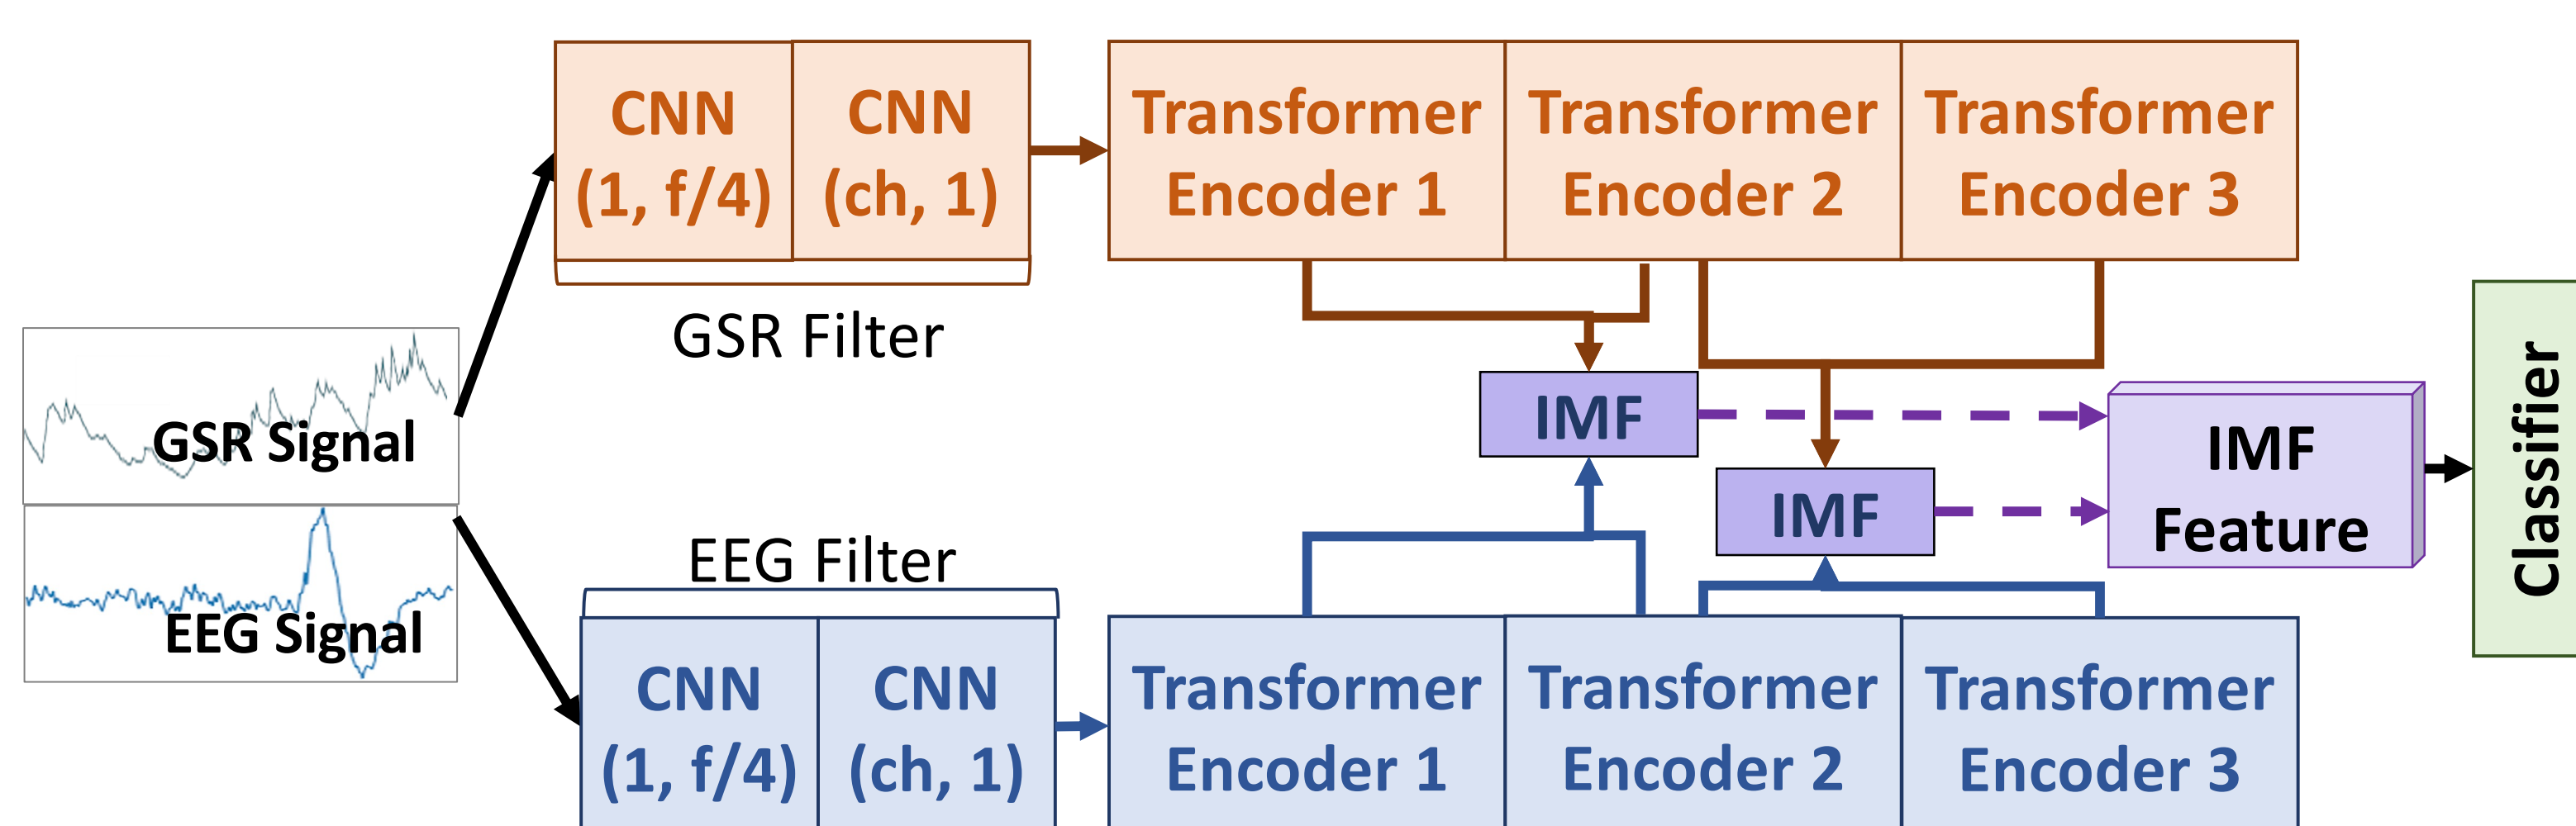 CNN
(1, f/4)
CNN
(ch, 1)
Transformer
Encoder 1
Transformer
Encoder 2
Transformer
Encoder 3
GSR Filter
GSR Signal
IMF
IMF
IMF
Feature
Classifier
EEG Filter
EEG Signal
CNN
(1, f/4)
CNN
(ch, 1)
Transformer
Encoder 1
Transformer
Encoder 2
Transformer
Encoder 3